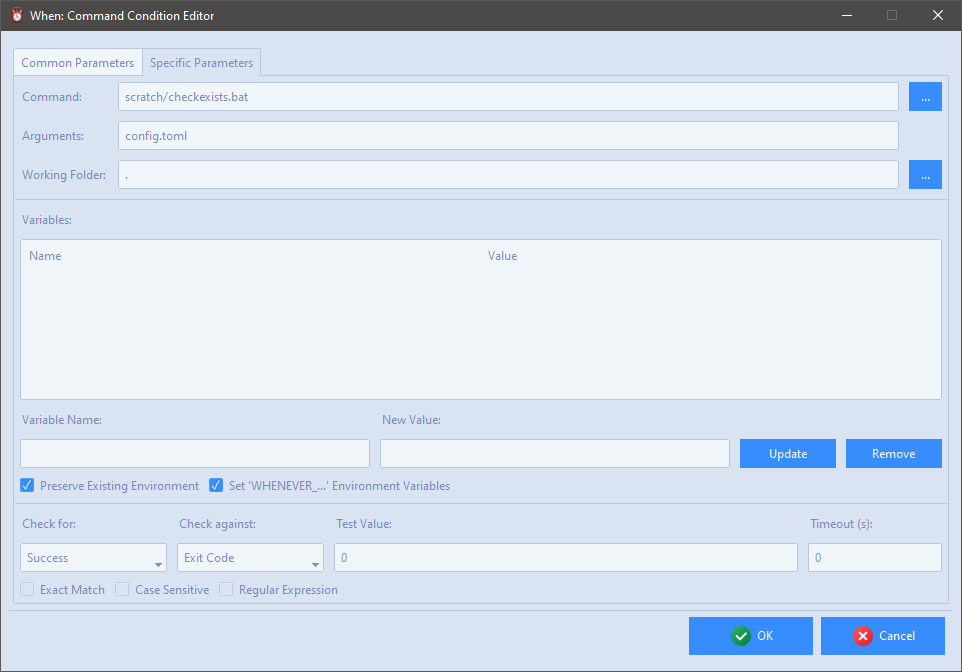 When: Command Condition Editor
Common Parameters Specific Parameters
Command: scratch/checkexists.bat ...
Arguments: config.toml
Working Folder: . ...
Variables:
Name Value
Variable Name: New Value:
Update Remove
Preserve Existing Environment Set 'WHENEVER_...' Environment Variables
Check for: Check against: Test Value: Timeout (s):
Success Exit Code 0 0
Exact Match Case Sensitive Regular Expression
OK Cancel